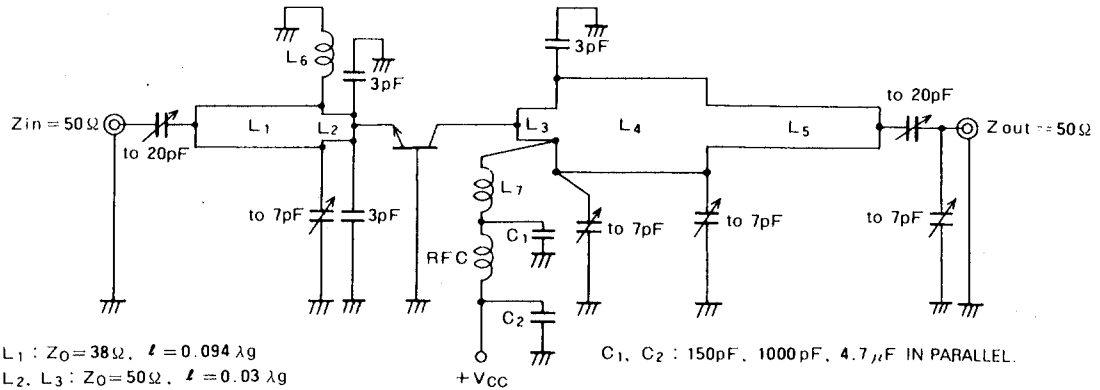 L6
3pF
3pF
Zin=50Ω
to 20pF
L1
L2
to 7pF
3pF
L3
L4
L5
to 20pF
Zout=50Ω
L7
C1
RFC
C2
to 7pF
to 7pF
to 7pF
+VCC
L1 : ZO=38Ω, ℓ=0.094 λg
L2, L3 : ZO=50Ω, ℓ=0.03 λg
C1, C2 : 150pF, 1000pF, 4.7μF IN PARALLEL.